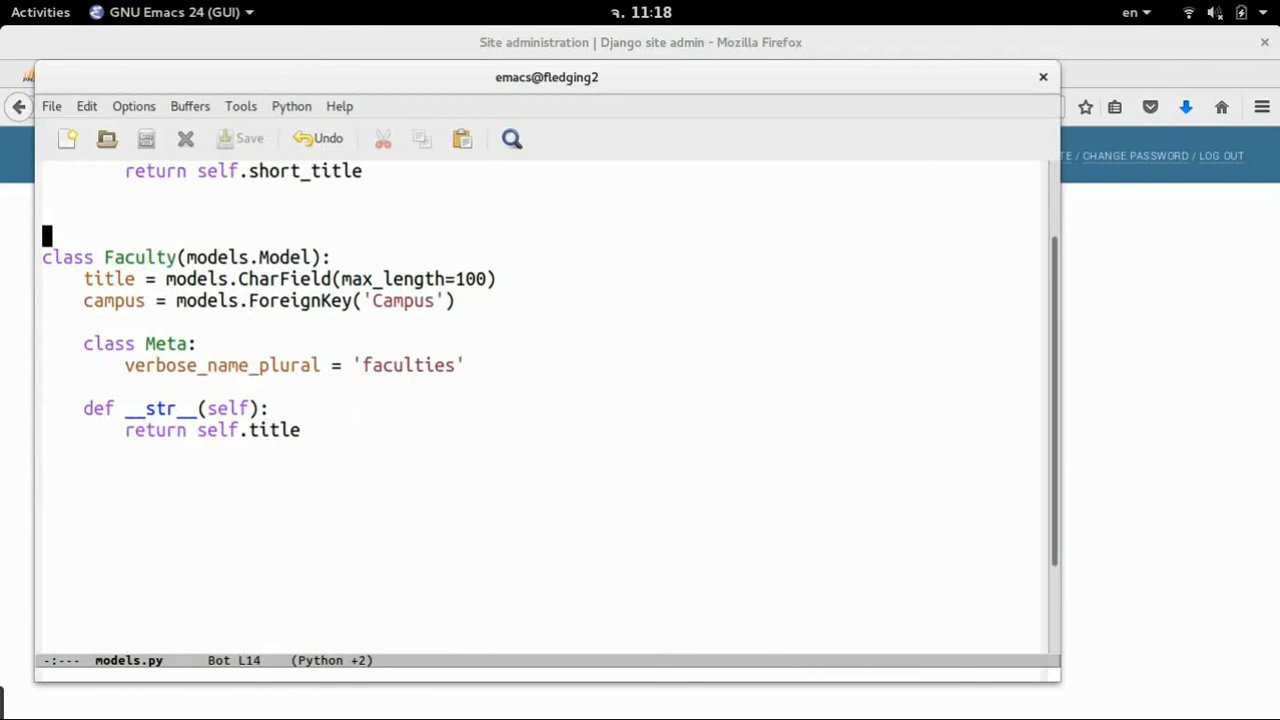 Activities GNU Emacs 24 (GUI) จ. 11:18 en
Site administration | Django site admin - Mozilla Firefox
emacs@fledging2
File Edit Options Buffers Tools Python Help
Save Undo
/ CHANGE PASSWORD / LOG OUT
return self.short_title
class Faculty(models.Model):
title = models.CharField(max_length=100)
campus = models.ForeignKey('Campus')
class Meta:
verbose_name_plural = 'faculties'
def __str__(self):
return self.title
-:--- models.py Bot L14 (Python +2)